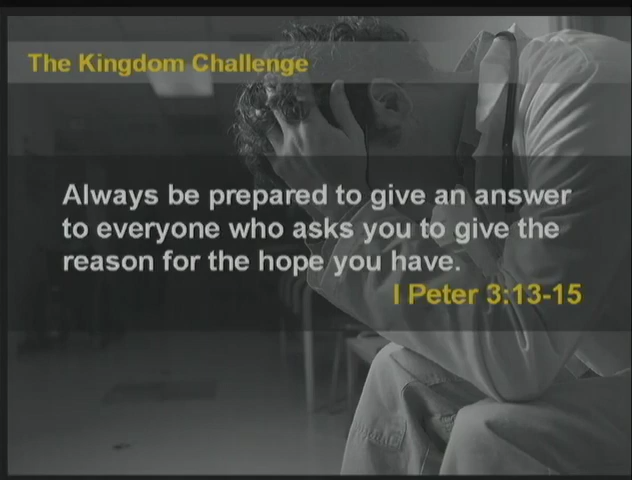 The Kingdom Challenge
Always be prepared to give an answer
to everyone who asks you to give the
reason for the hope you have.
I Peter 3:13-15